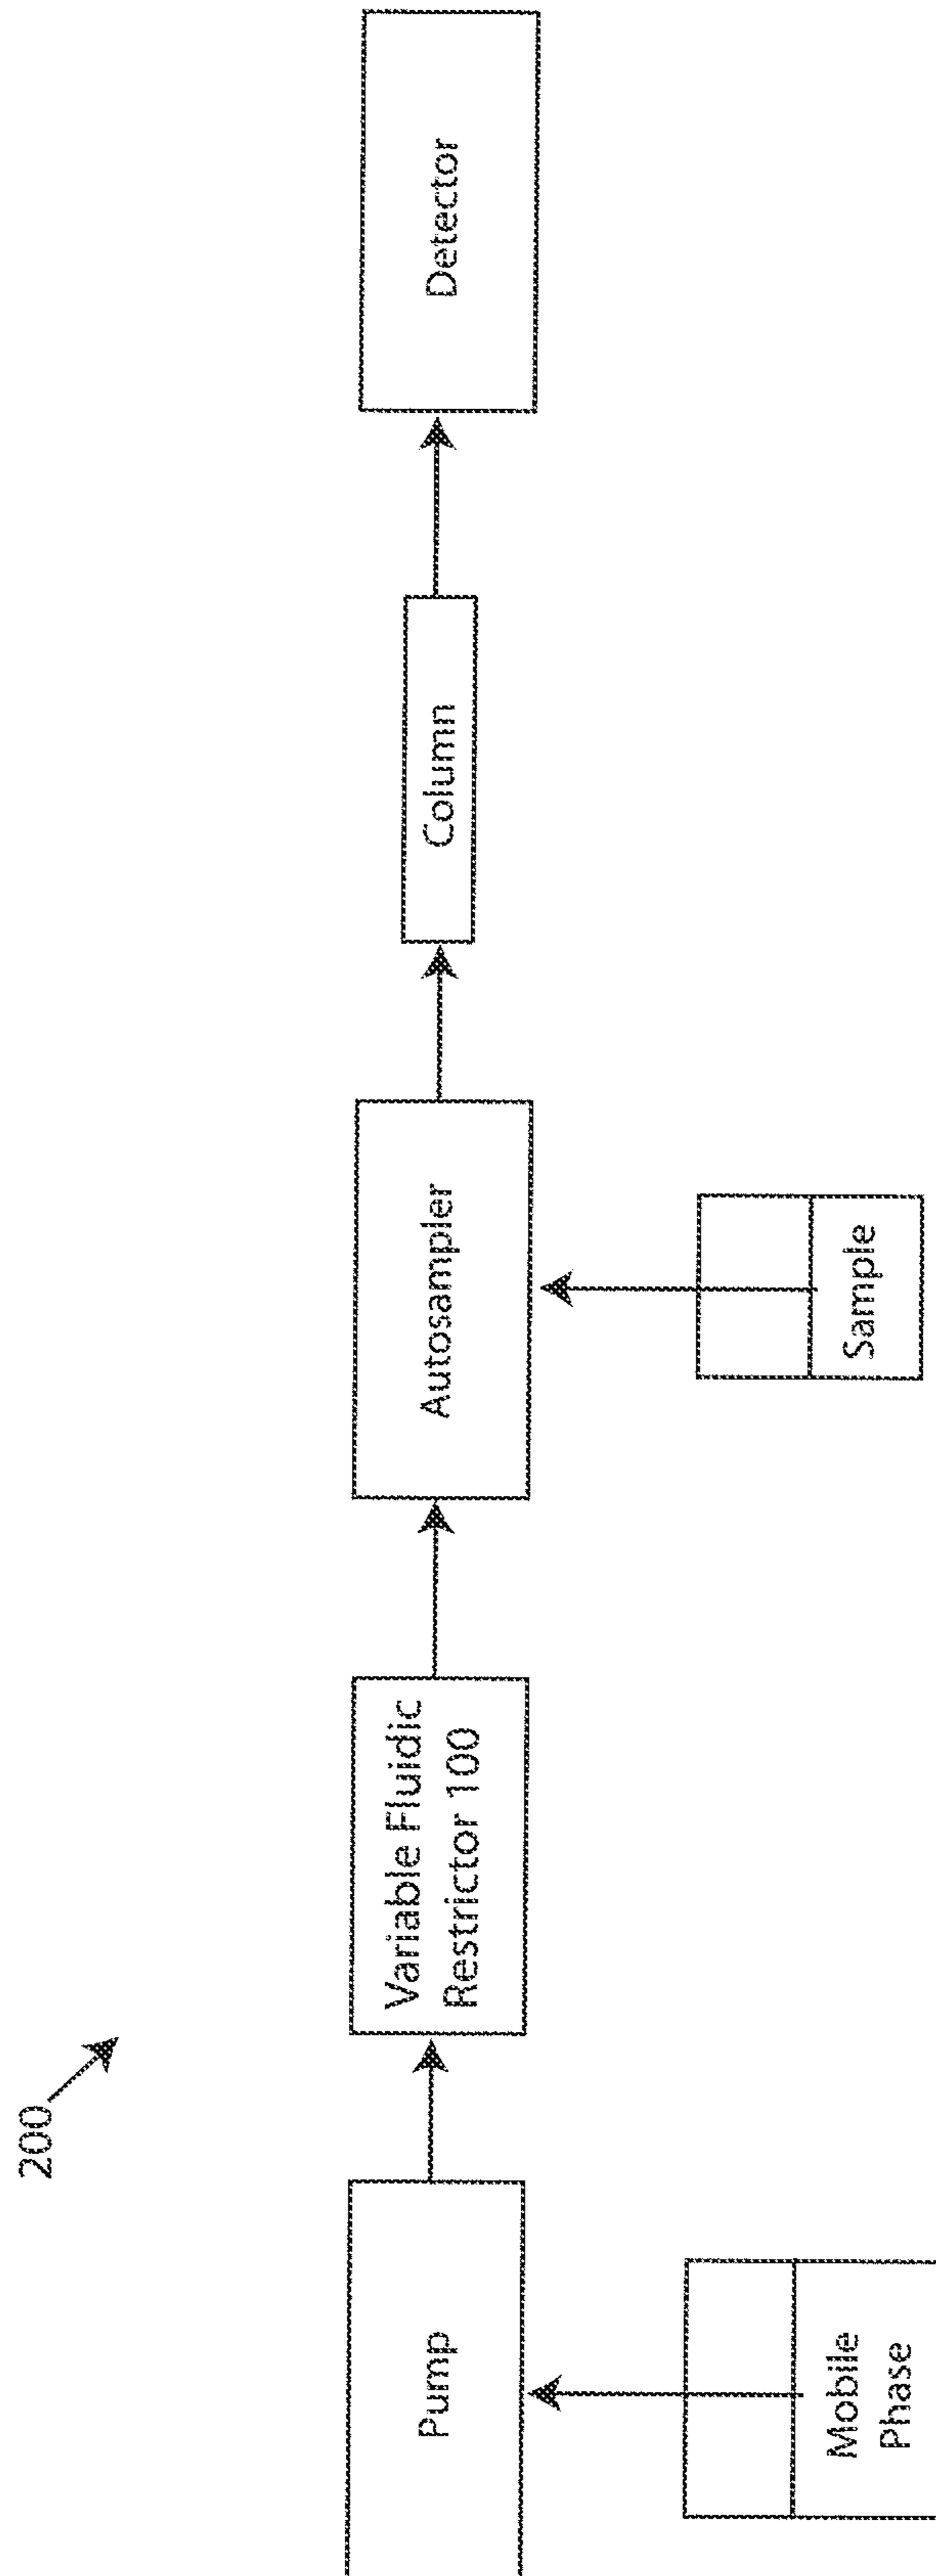 200
Pump
Variable Fluidic
Restrictor 100
Autosampler
Column
Detector
Mobile
Phase
Sample